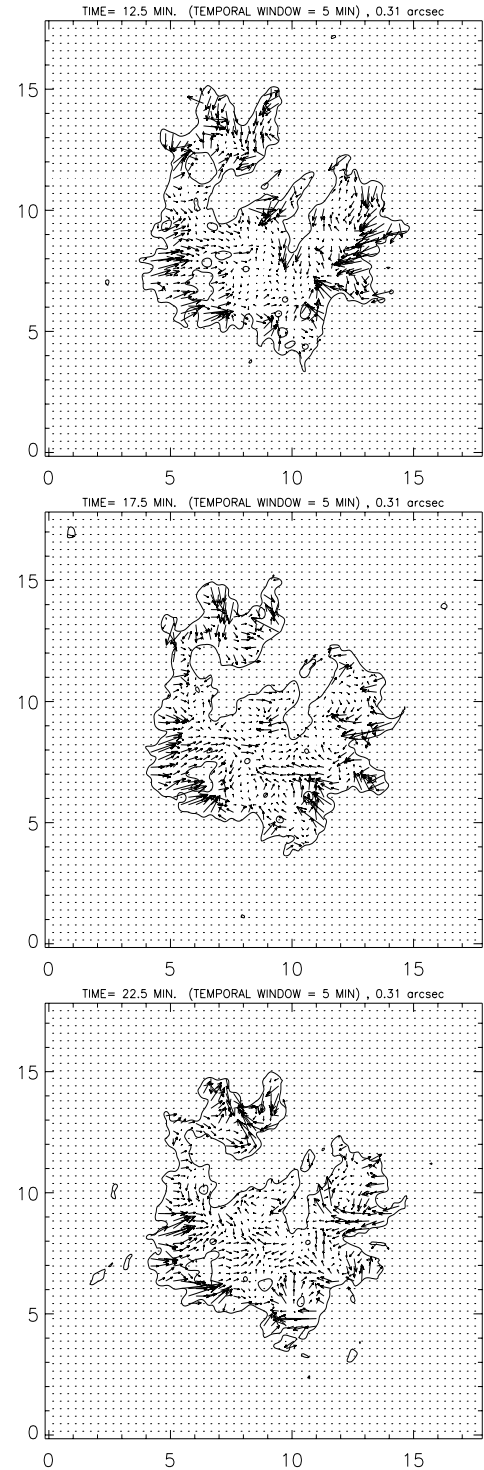 TIME= 12.5 MIN. (TEMPORAL WINDOW = 5 MIN) , 0.31 arcsec
15
10
5
0
0 5 10 15
TIME= 17.5 MIN. (TEMPORAL WINDOW = 5 MIN) , 0.31 arcsec
15
10
5
0
0 5 10 15
TIME= 22.5 MIN. (TEMPORAL WINDOW = 5 MIN) , 0.31 arcsec
15
10
5
0
0 5 10 15